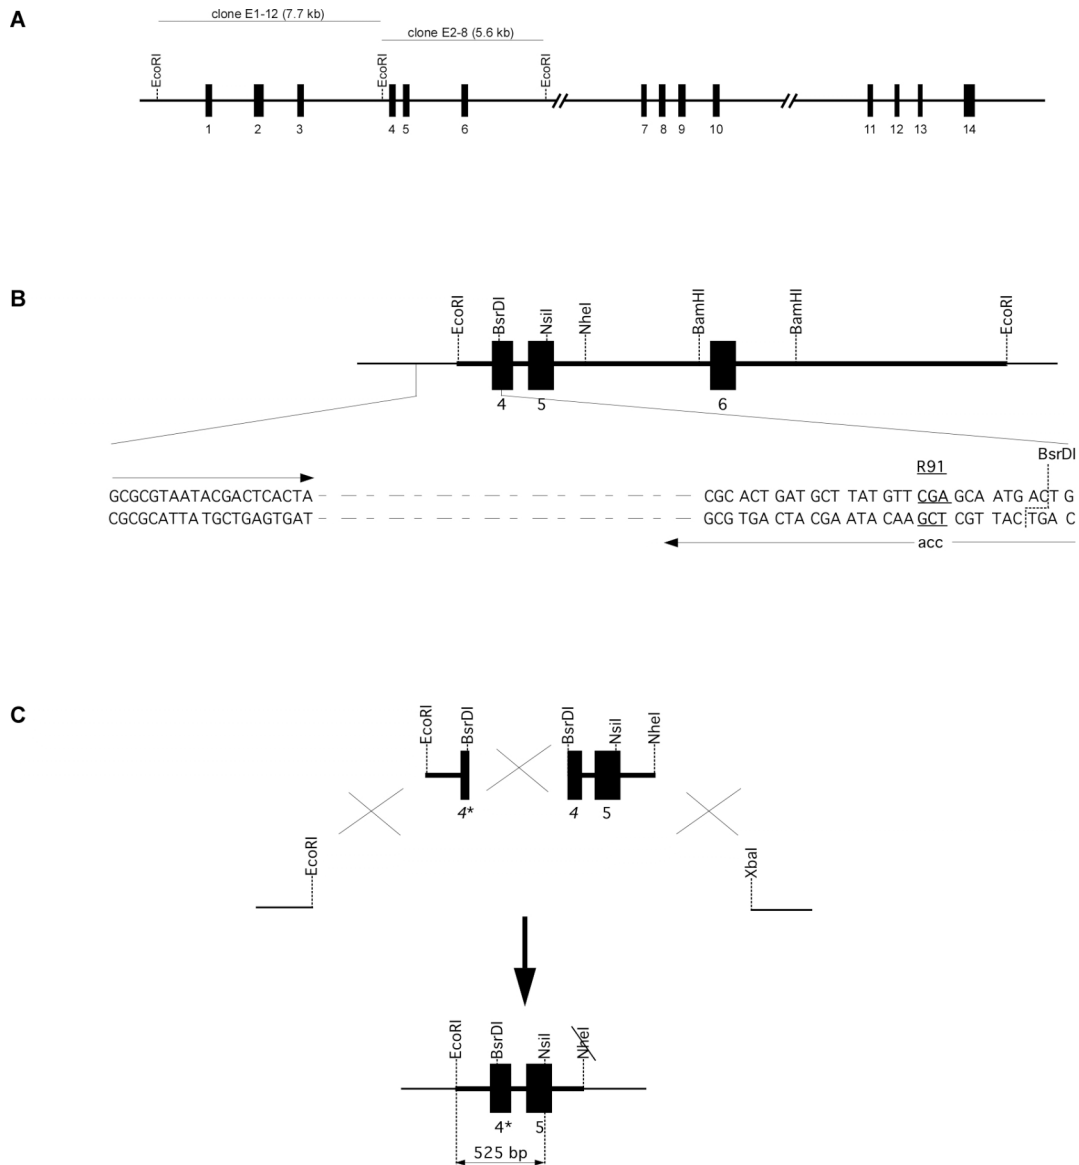 A
clone E1-12 (7.7 kb)
clone E2-8 (5.6 kb)
EcoRI EcoRI EcoRI
1 2 3 4 5 6 7 8 9 10 11 12 13 14
B
EcoRI BsrDI NsiI NheI BamHI BamHI EcoRI
4 5 6
BsrDI
R91
GCGCGTAATACGACTCACTA CGC ACT GAT GCT TAT GTT CGA GCA ATG ACT G
CGCGCATTA TGCTGAGTGAT GCG TGA CTA CGA ATA CAA GCT CGT TAC TGA C
acc
C
EcoRI BsrDI BsrDI NsiI NheI
4* 4 5
EcoRI XbaI
EcoRI BsrDI NsiI NheI
4* 5
525 bp